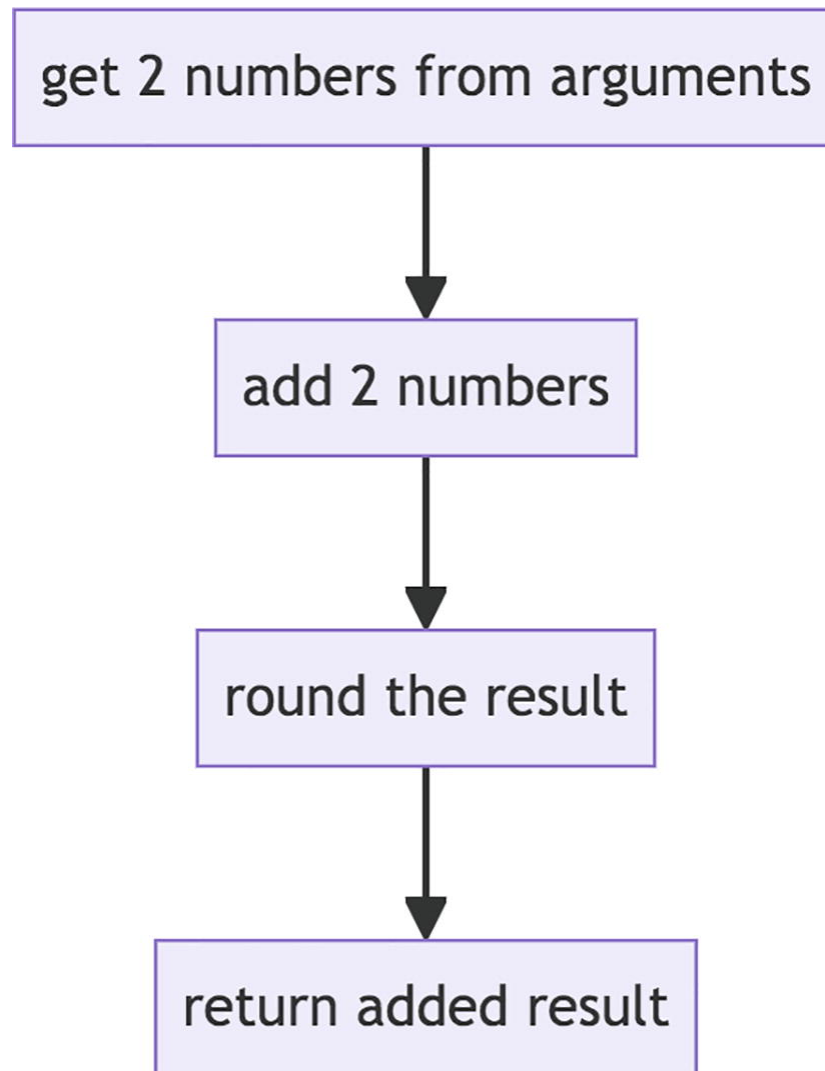 get 2 numbers from arguments
add 2 numbers
round the result
return added result